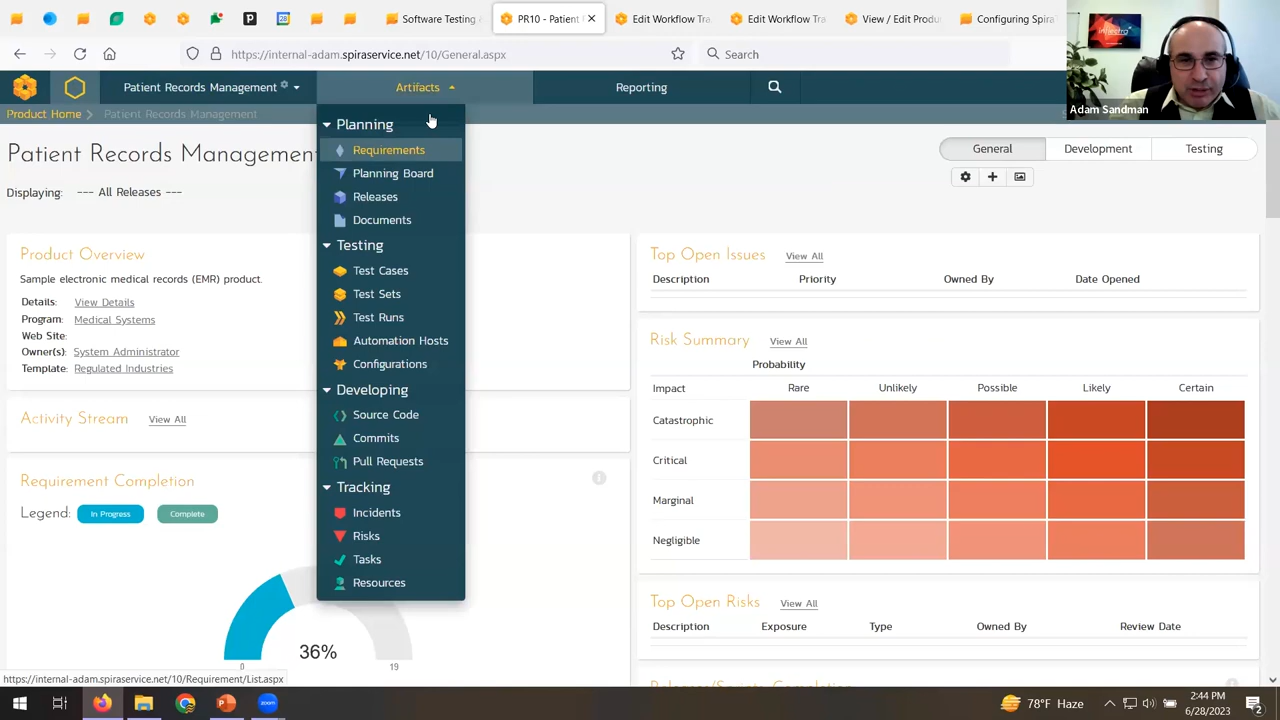 Software Testing
PR10 - Patient
Edit Workflow Tra
Edit Workflow Tra
View / Edit Produ
Configuring Spira
https://internal-adam.spiraservice.net/10/General.aspx
Search
Adam Sandman
Patient Records Management
Artifacts
Reporting
Product Home
Patient Records Management
Patient Records Management
General
Development
Testing
Displaying: --- All Releases ---
Planning
Requirements
Planning Board
Releases
Documents
Testing
Test Cases
Test Sets
Test Runs
Automation Hosts
Configurations
Developing
Source Code
Commits
Pull Requests
Tracking
Incidents
Risks
Tasks
Resources
Product Overview
Sample electronic medical records (EMR) product.
Details: View Details
Program: Medical Systems
Web Site:
Owner(s): System Administrator
Template: Regulated Industries
Activity Stream View All
Requirement Completion
Legend: In Progress Complete
36%
0 19
Top Open Issues View All
Description Priority Owned By Date Opened
Risk Summary View All
Probability
Impact Rare Unlikely Possible Likely Certain
Catastrophic
Critical
Marginal
Negligible
Top Open Risks View All
Description Exposure Type Owned By Review Date
Releases/Sprints Completion
https://internal-adam.spiraservice.net/10/Requirement/List.aspx
78°F Haze
2:44 PM
6/28/2023
2